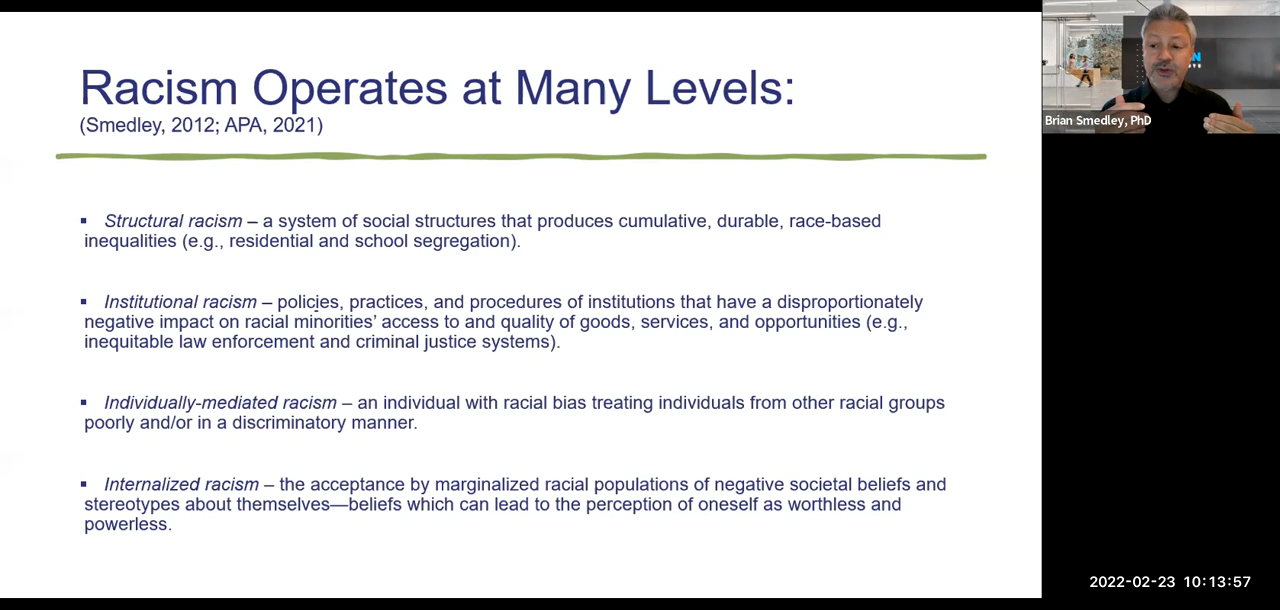 Racism Operates at Many Levels:
(Smedley, 2012; APA, 2021)
▪ Structural racism – a system of social structures that produces cumulative, durable, race-based
inequalities (e.g., residential and school segregation).
▪ Institutional racism – policies, practices, and procedures of institutions that have a disproportionately
negative impact on racial minorities’ access to and quality of goods, services, and opportunities (e.g.,
inequitable law enforcement and criminal justice systems).
▪ Individually-mediated racism – an individual with racial bias treating individuals from other racial groups
poorly and/or in a discriminatory manner.
▪ Internalized racism – the acceptance by marginalized racial populations of negative societal beliefs and
stereotypes about themselves—beliefs which can lead to the perception of oneself as worthless and
powerless.
Brian Smedley, PhD
2022-02-23 10:13:57